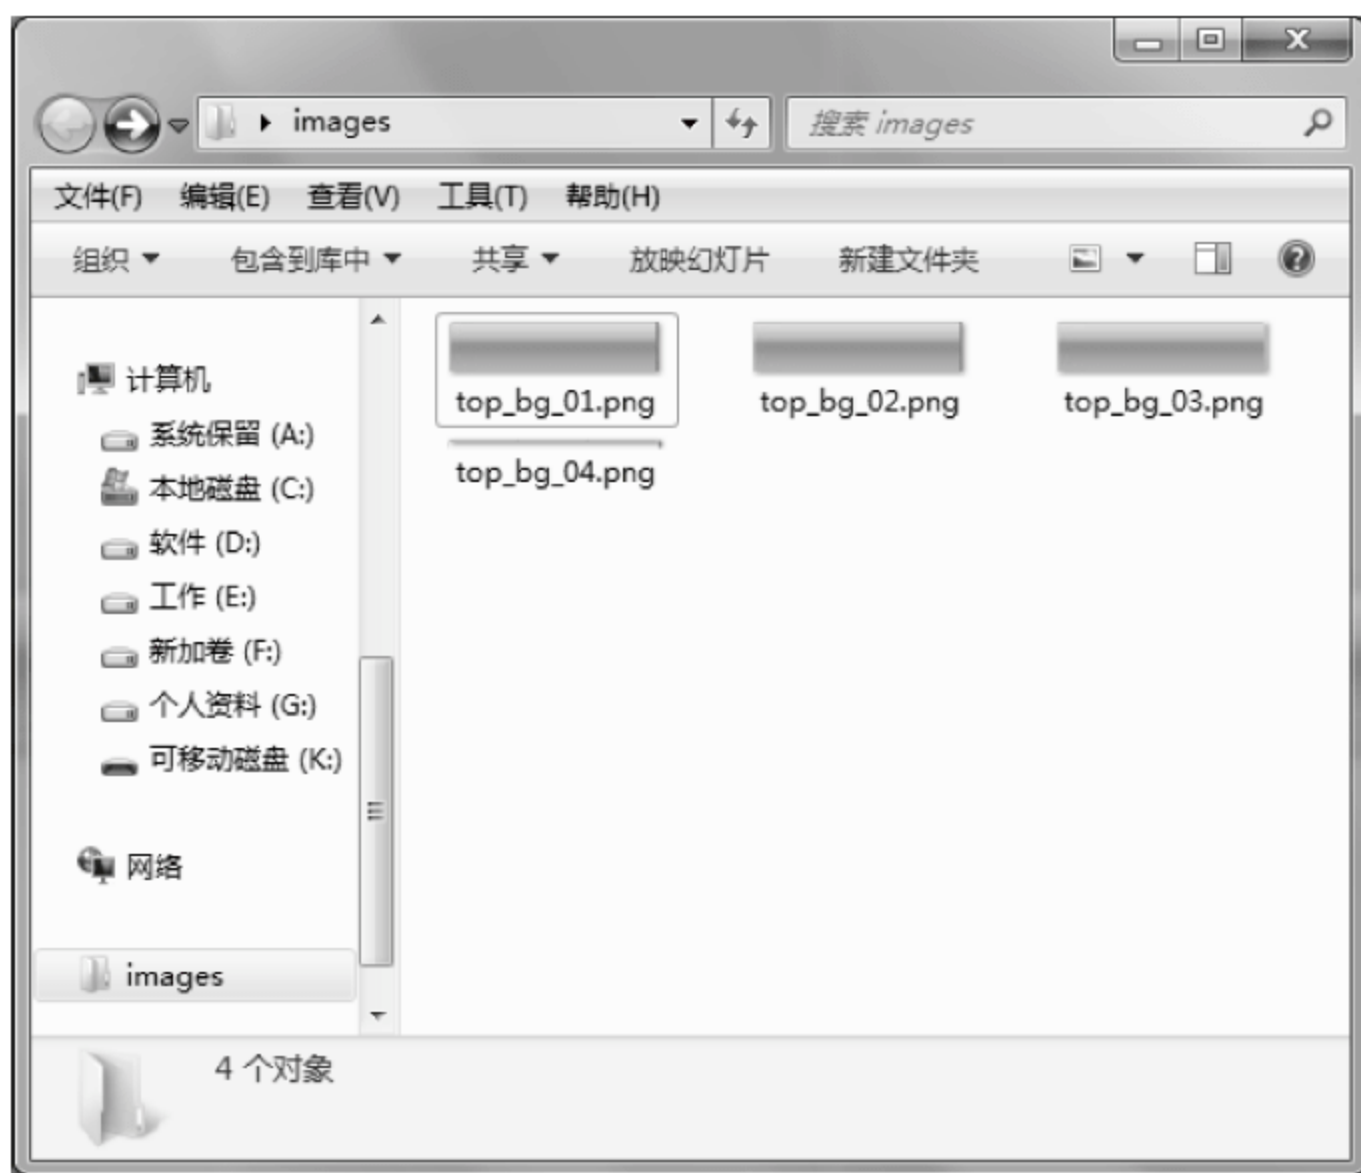 images
搜索 images
文件(F) 编辑(E) 查看(V) 工具(T) 帮助(H)
组织 包含到库中 共享 放映幻灯片 新建文件夹
计算机
系统保留 (A:)
本地磁盘 (C:)
软件 (D:)
工作 (E:)
新加卷 (F:)
个人资料 (G:)
可移动磁盘 (K:)
网络
images
top_bg_01.png top_bg_02.png top_bg_03.png
top_bg_04.png
4 个对象